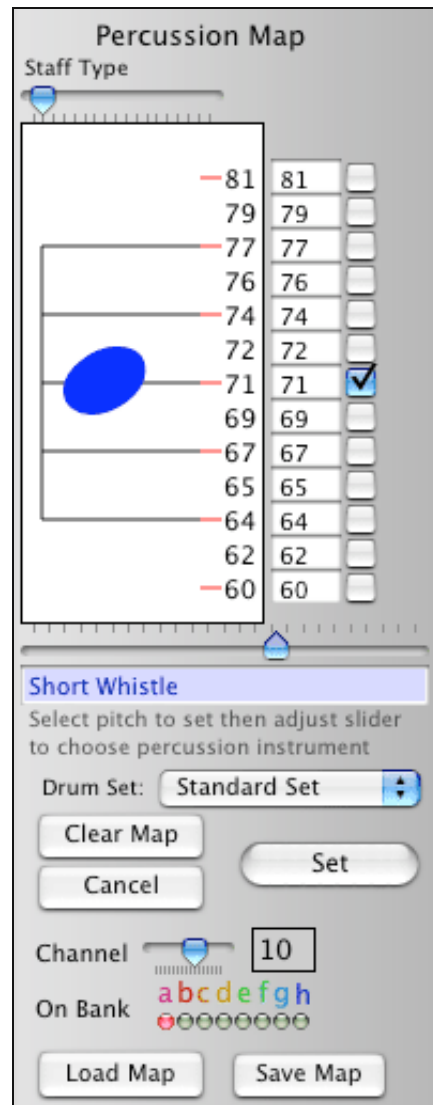 Percussion Map
Staff Type
81 81
79 79
77 77
76 76
74 74
72 72
71 71
69 69
67 67
65 65
64 64
62 62
60 60
Short Whistle
Select pitch to set then adjust slider
to choose percussion instrument
Drum Set: Standard Set
Clear Map
Set
Cancel
Channel 10
On Bank a b c d e f g h
Load Map Save Map